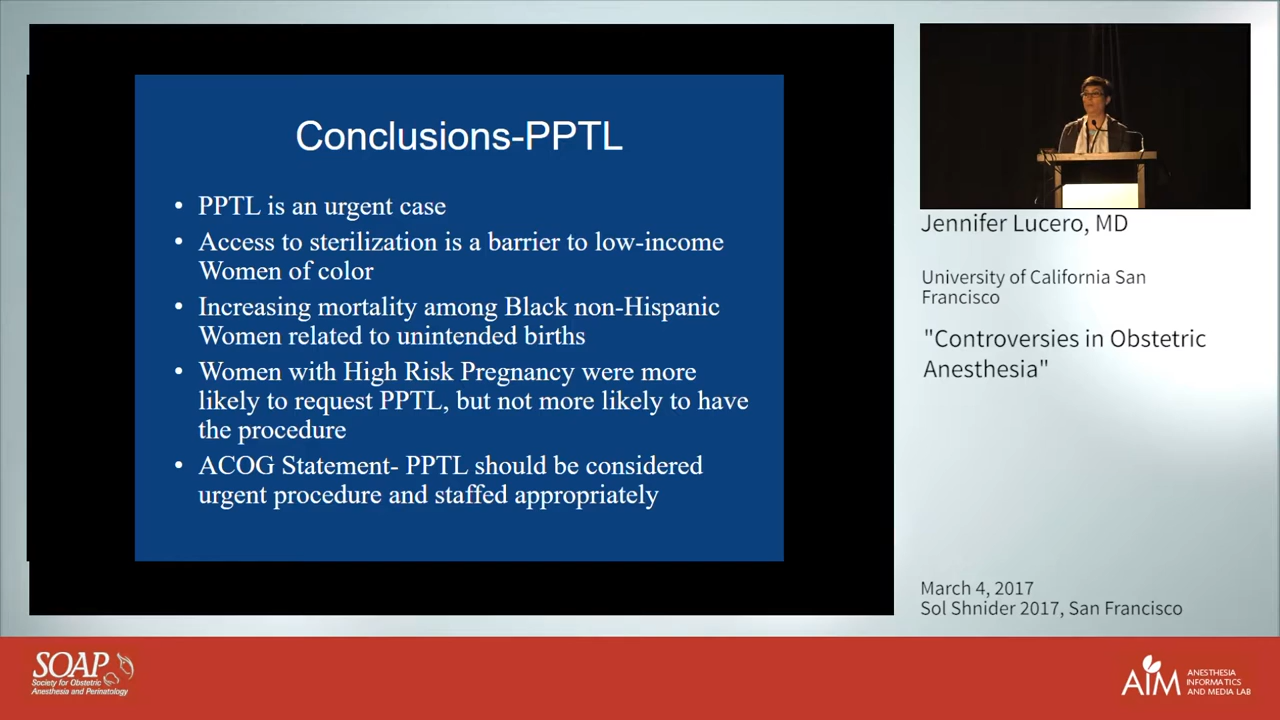 Conclusions-PPTL
• PPTL is an urgent case
• Access to sterilization is a barrier to low-income
Women of color
• Increasing mortality among Black non-Hispanic
Women related to unintended births
• Women with High Risk Pregnancy were more
likely to request PPTL, but not more likely to have
the procedure
• ACOG Statement- PPTL should be considered
urgent procedure and staffed appropriately
Jennifer Lucero, MD
University of California San
Francisco
"Controversies in Obstetric
Anesthesia"
March 4, 2017
Sol Shnider 2017, San Francisco
SOAP
Society for Obstetric
Anesthesia and Perinatology
AIM
ANESTHESIA
INFORMATICS
AND MEDIA LAB